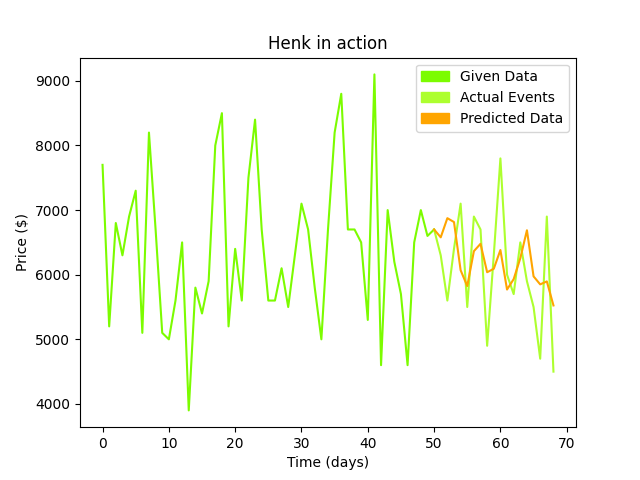 Henk in action
Given Data
Actual Events
Predicted Data
Price ($)
9000
8000
7000
6000
5000
4000
0 10 20 30 40 50 60 70
Time (days)